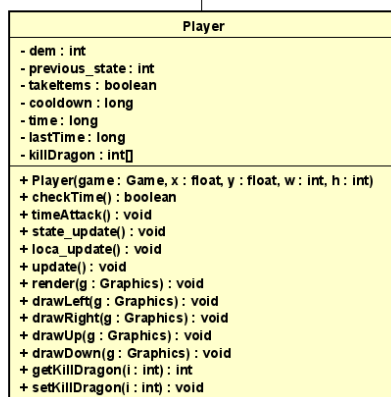 Player
- dem : int
- previous_state : int
- takeItems : boolean
- cooldown : long
- time : long
- lastTime : long
- killDragon : int[]
+ Player(game : Game, x : float, y : float, w : int, h : int)
+ checkTime() : boolean
+ timeAttack() : void
+ state_update() : void
+ loca_update() : void
+ update() : void
+ render(g : Graphics) : void
+ drawLeft(g : Graphics) : void
+ drawRight(g : Graphics) : void
+ drawUp(g : Graphics) : void
+ drawDown(g : Graphics) : void
+ getKillDragon(i : int) : int
+ setKillDragon(i : int) : void